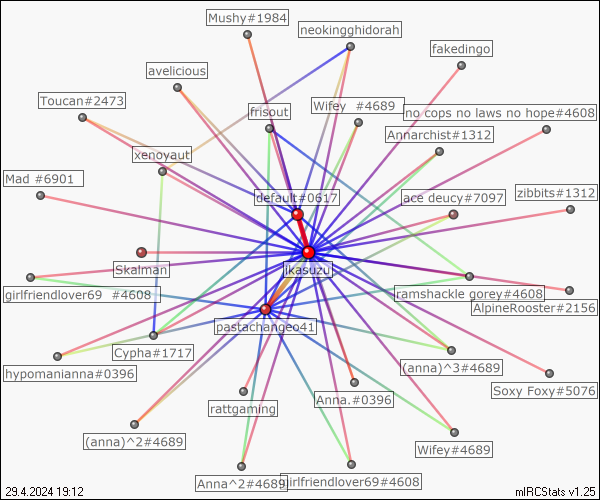 Mushy#1984
neokingghidorah
fakedingo
avelicious
Toucan#2473
frisout
Wifey #4689
no cops no laws no hope#4608
Annarchist#1312
xenoyaut
Mad #6901
default#0617
ace deucy#7097
zibbits#1312
Skalman
jkasuzu
girlfriendlover69 #4608
ramshackle gorey#4608
AlpineRooster#2156
pastachangeo41
Cypha#1717
hypomanianna#0396
(anna)^3#4689
Soxy Foxy#5076
rattgaming
Anna.#0396
(anna)^2#4689
Wifey#4689
Anna^2#4689
girlfriendlover69#4608
29.4.2024 19:12
mIRCStats v1.25